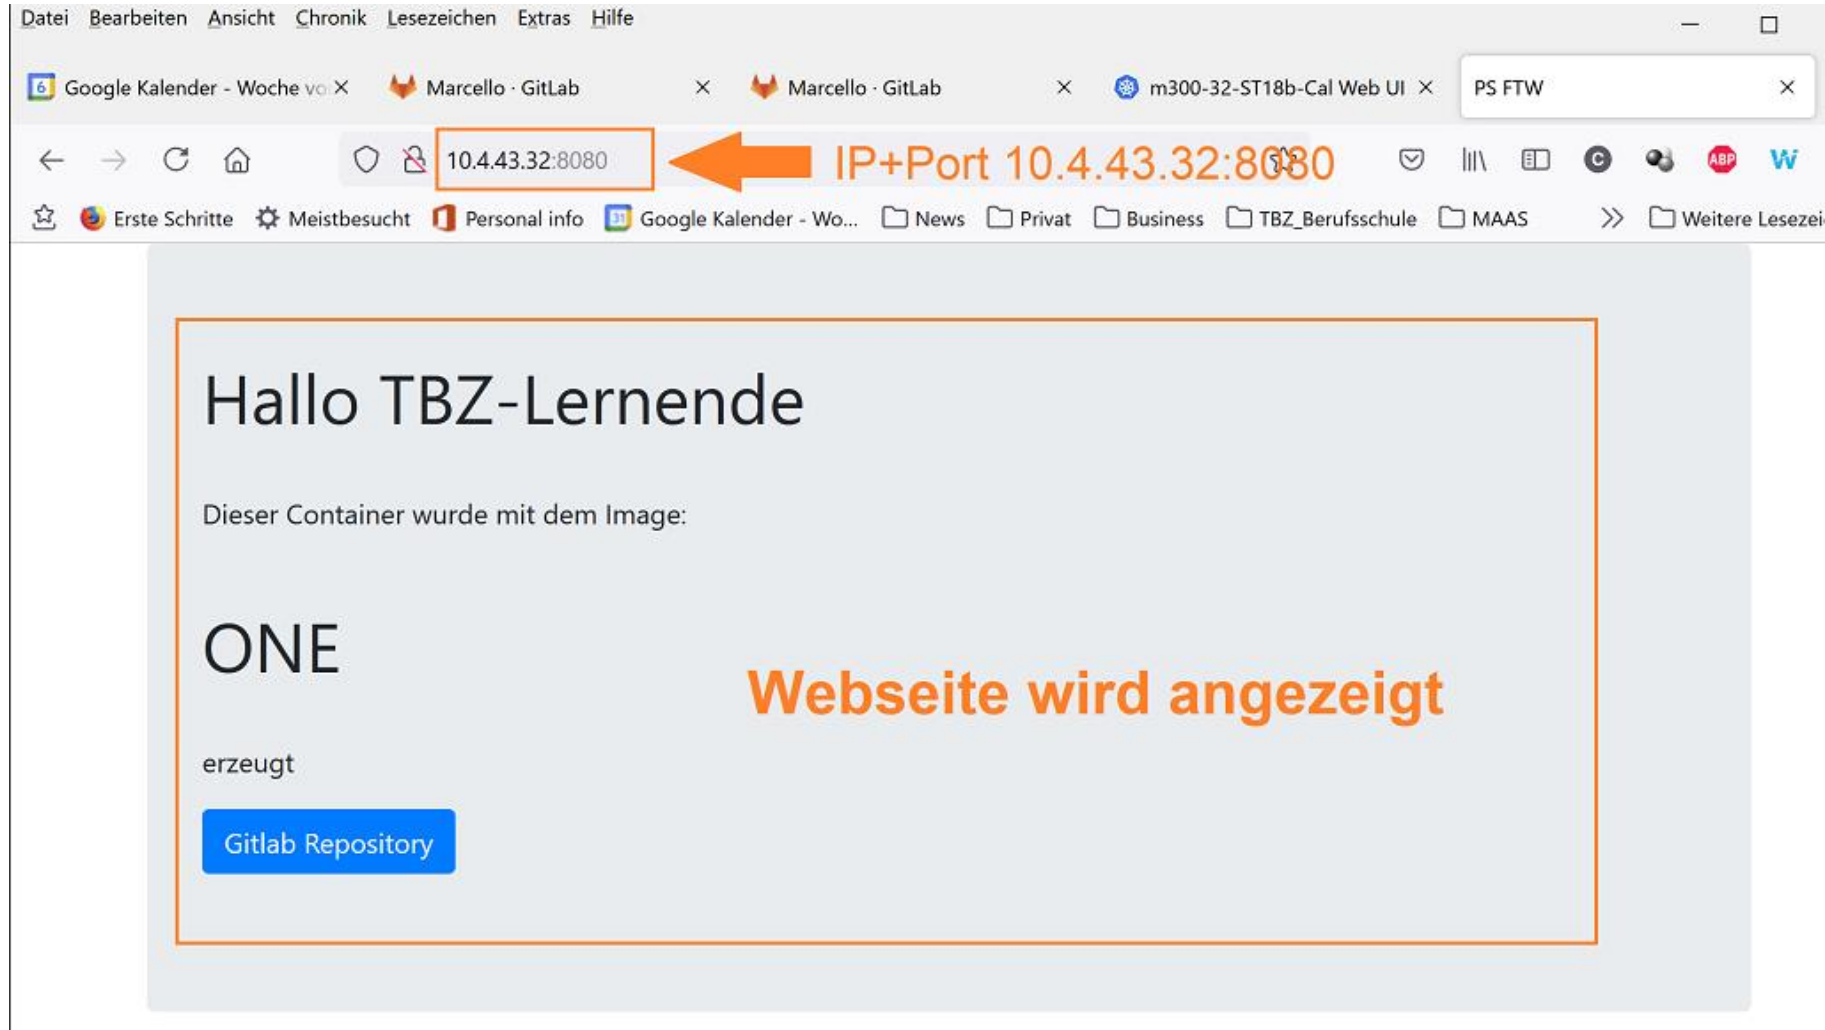 Datei Bearbeiten Ansicht Chronik Lesezeichen Extras Hilfe
6 Google Kalender - Woche vo Marcello · GitLab Marcello · GitLab m300-32-ST18b-Cal Web UI PS FTW
10.4.43.32:8080 IP+Port 10.4.43.32:8080 C ABP W
Erste Schritte Meistbesucht Personal info 31 Google Kalender - Wo... News Privat Business TBZ_Berufsschule MAAS Weitere Lesezei
Hallo TBZ-Lernende
Dieser Container wurde mit dem Image:
ONE
Webseite wird angezeigt
erzeugt
Gitlab Repository